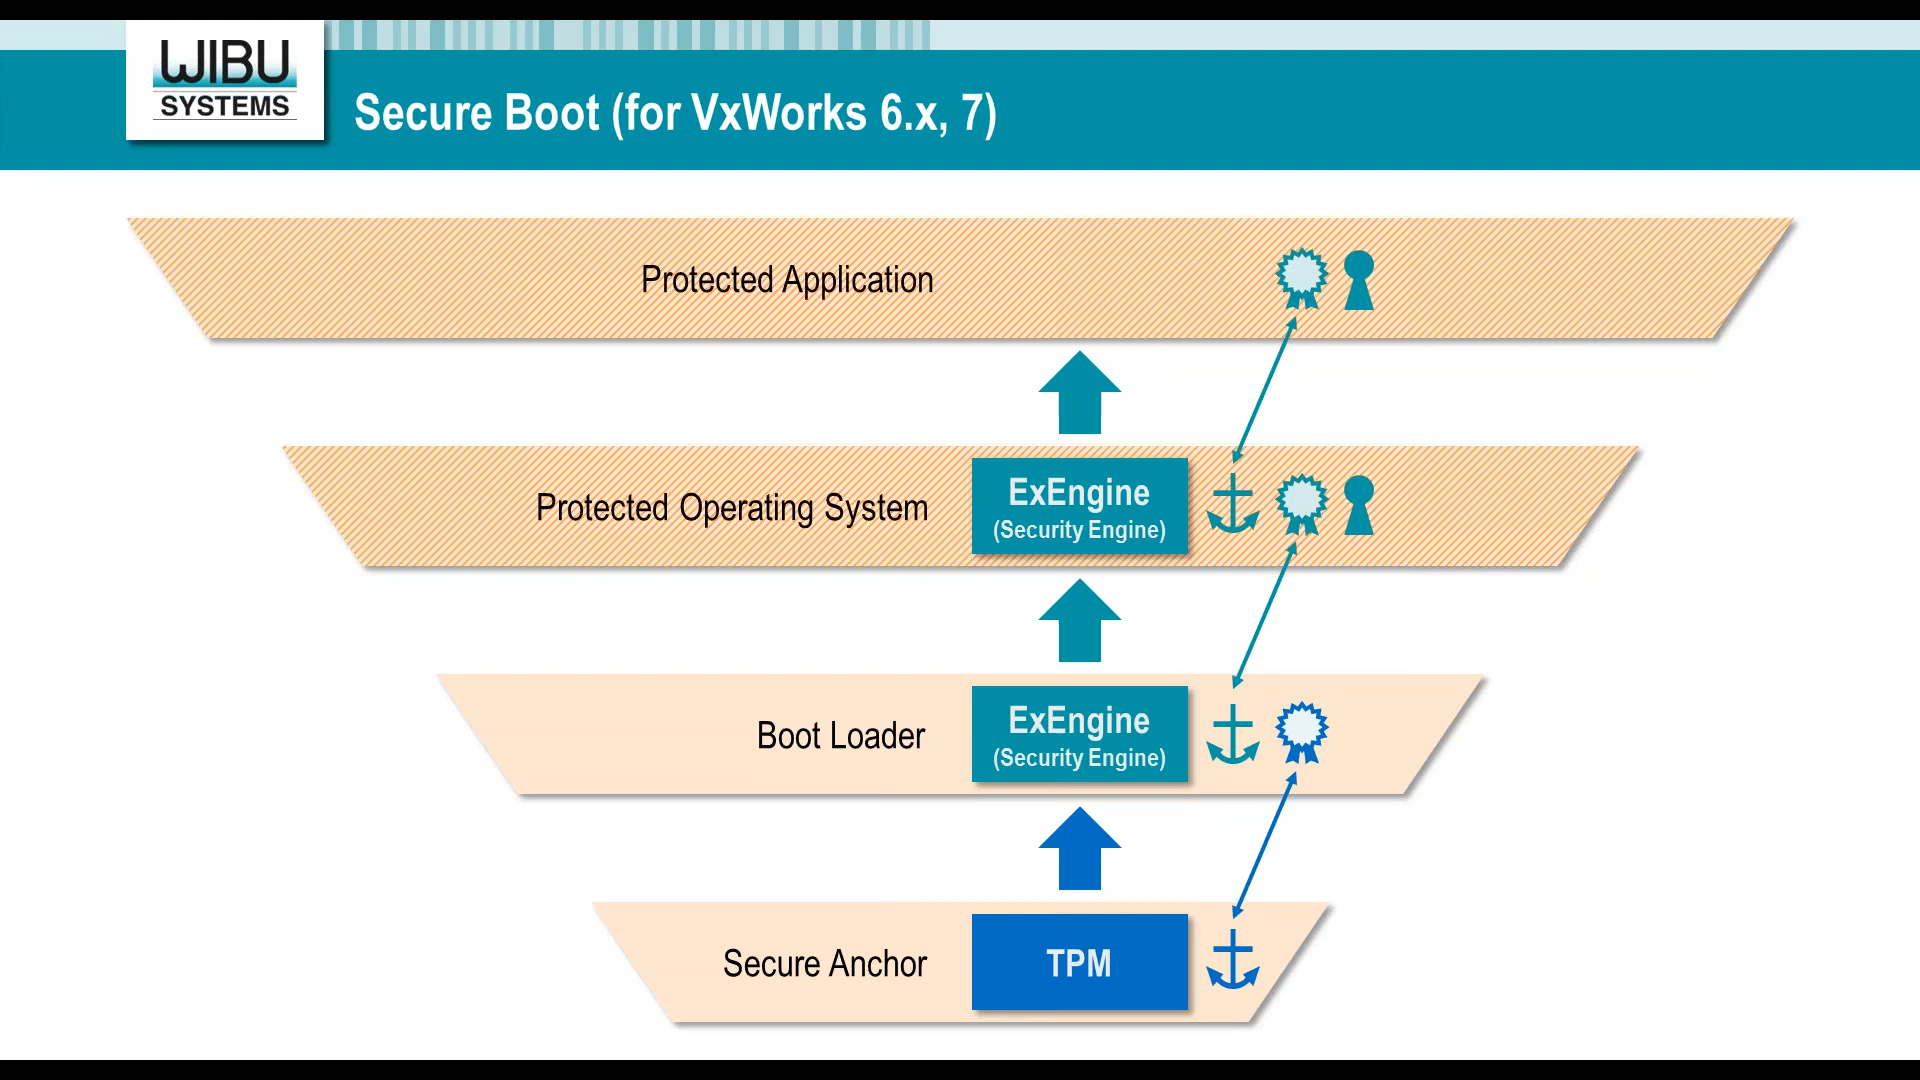 WIBU
SYSTEMS
Secure Boot (for VxWorks 6.x, 7)
Protected Application
Protected Operating System
ExEngine
(Security Engine)
Boot Loader
ExEngine
(Security Engine)
Secure Anchor
TPM